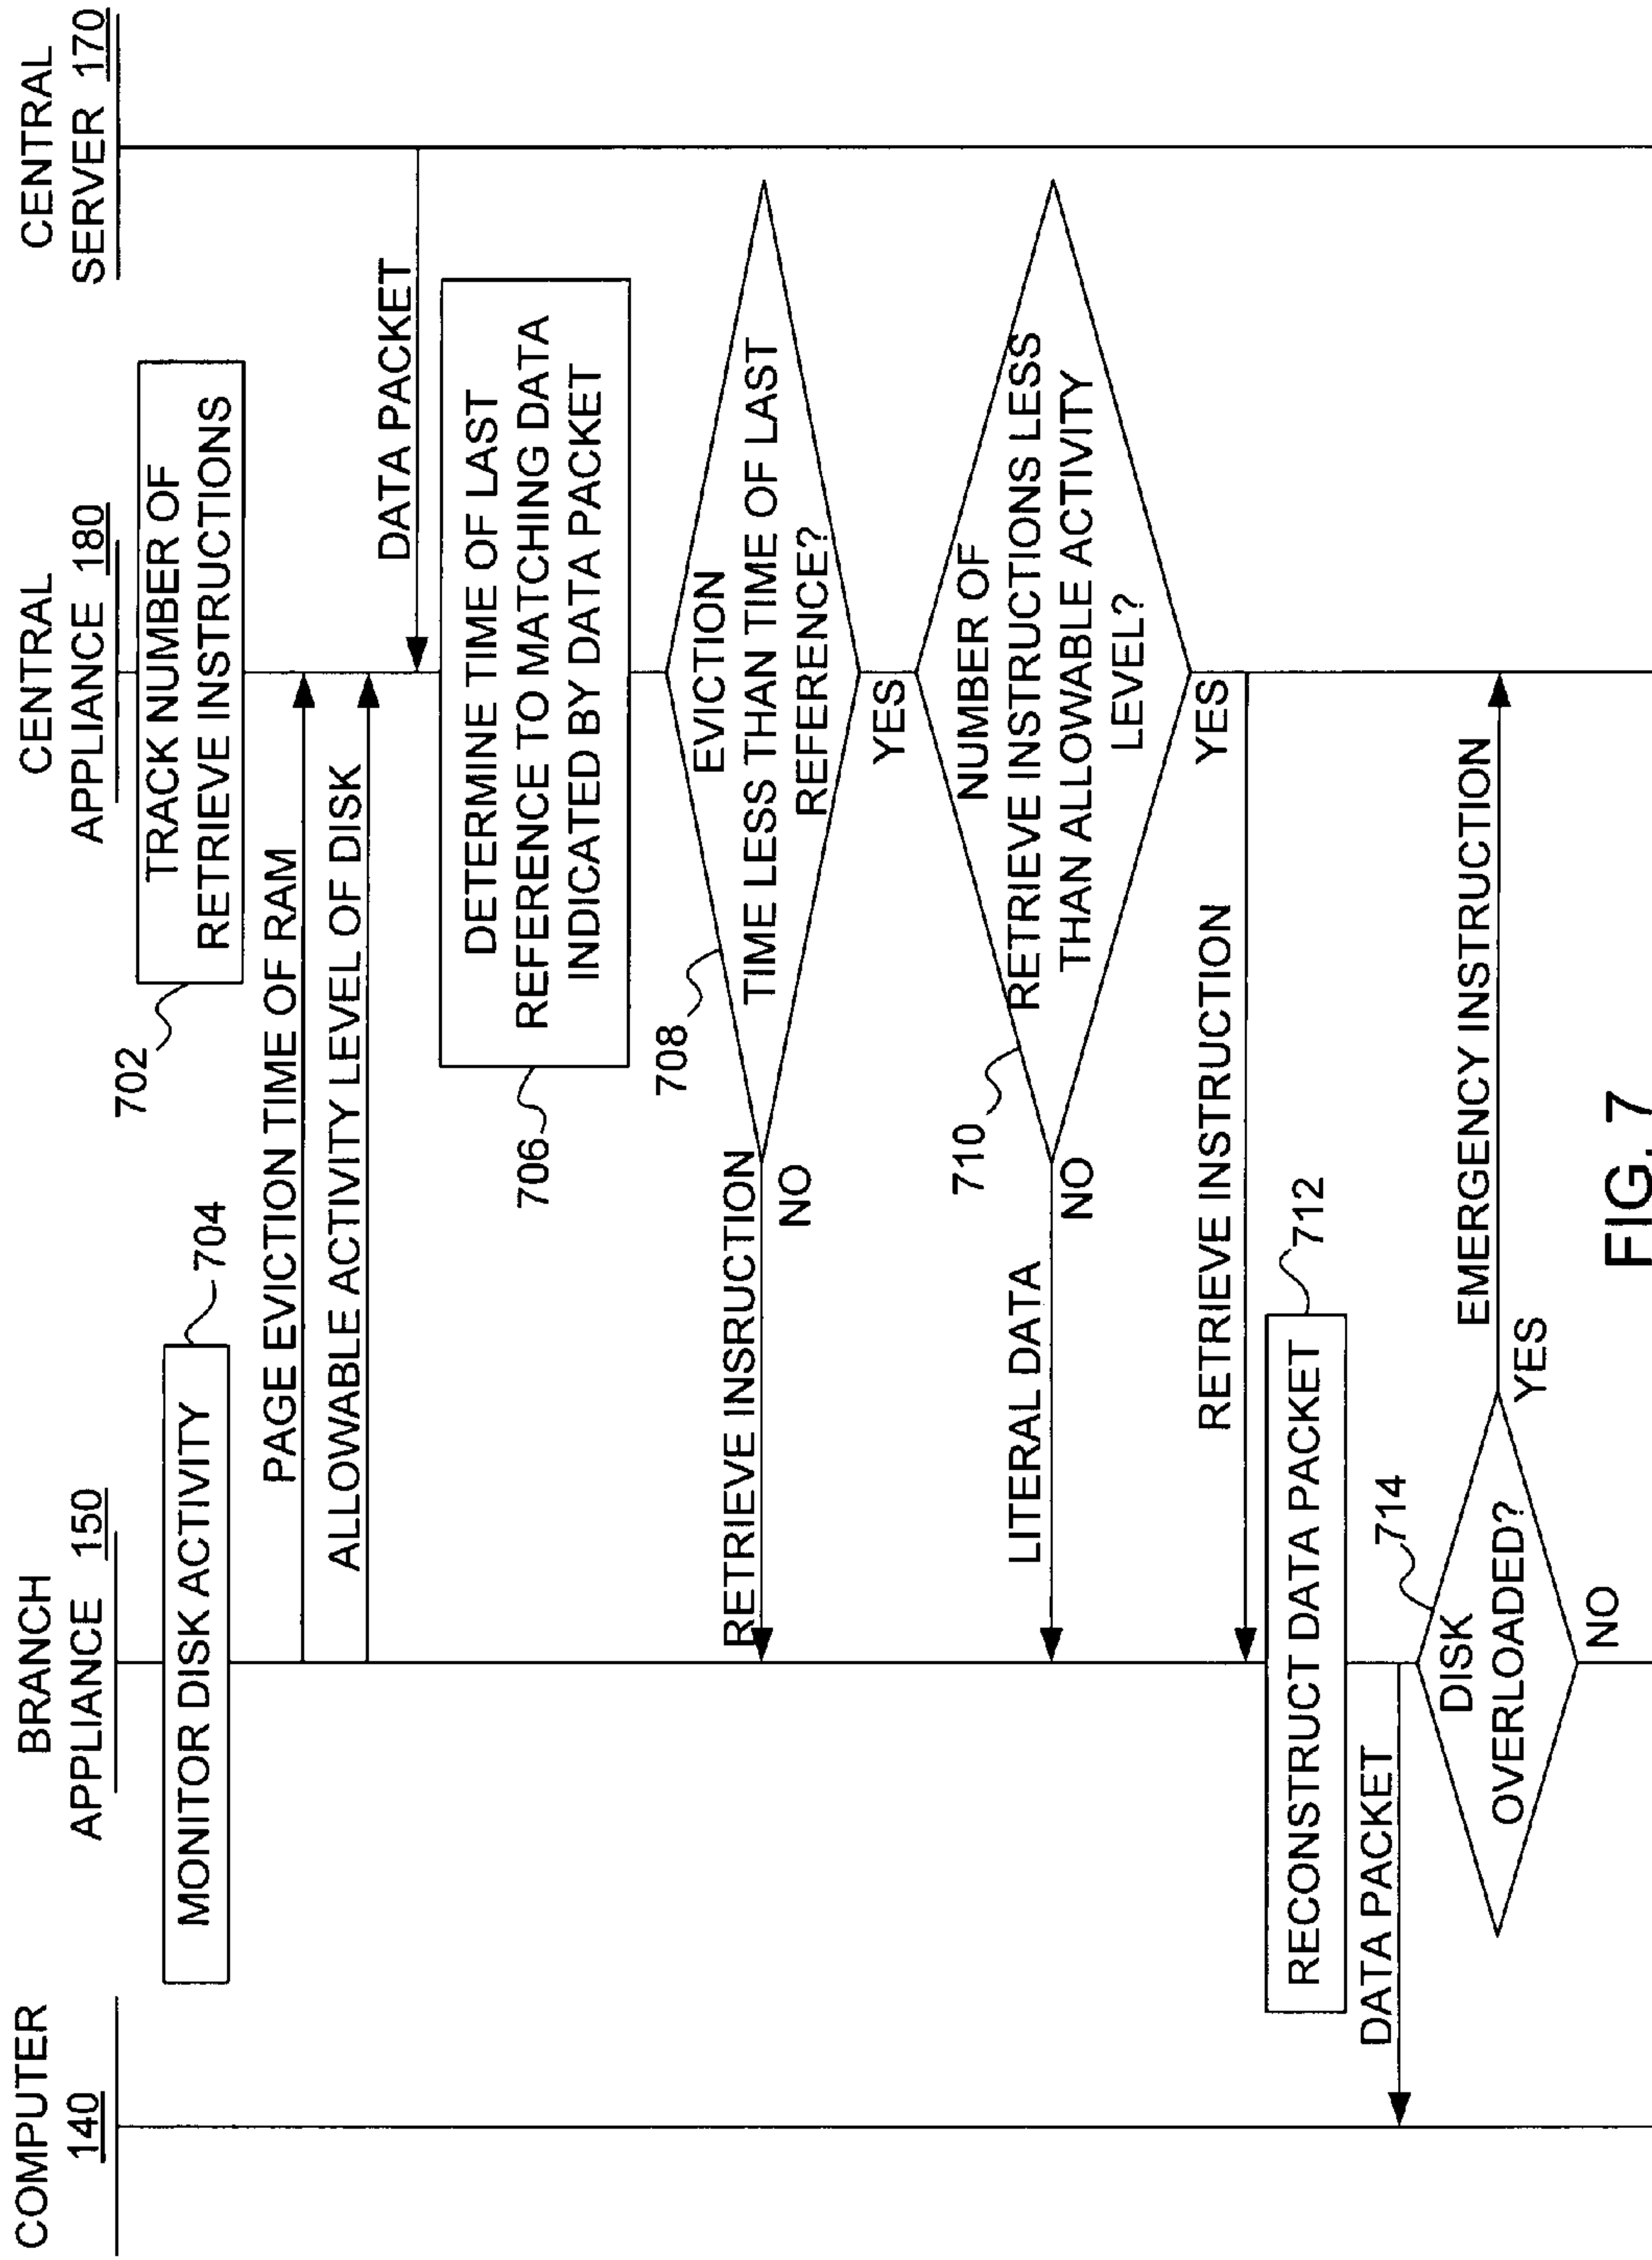 COMPUTER
140
BRANCH
APPLIANCE 150
CENTRAL
APPLIANCE 180
CENTRAL
SERVER 170
TRACK NUMBER OF
RETRIEVE INSTRUCTIONS
702
MONITOR DISK ACTIVITY
704
PAGE EVICTION TIME OF RAM
ALLOWABLE ACTIVITY LEVEL OF DISK
DATA PACKET
DETERMINE TIME OF LAST
REFERENCE TO MATCHING DATA
INDICATED BY DATA PACKET
706
708
EVICTION
TIME LESS THAN TIME OF LAST
REFERENCE?
RETRIEVE INSRUCTION
NO
YES
710
NUMBER OF
RETRIEVE INSTRUCTIONS LESS
THAN ALLOWABLE ACTIVITY
LEVEL?
LITERAL DATA
NO
YES
RETRIEVE INSTRUCTION
RECONSTRUCT DATA PACKET
712
DATA PACKET
714
DISK
OVERLOADED?
EMERGENCY INSTRUCTION
YES
NO
FIG. 7